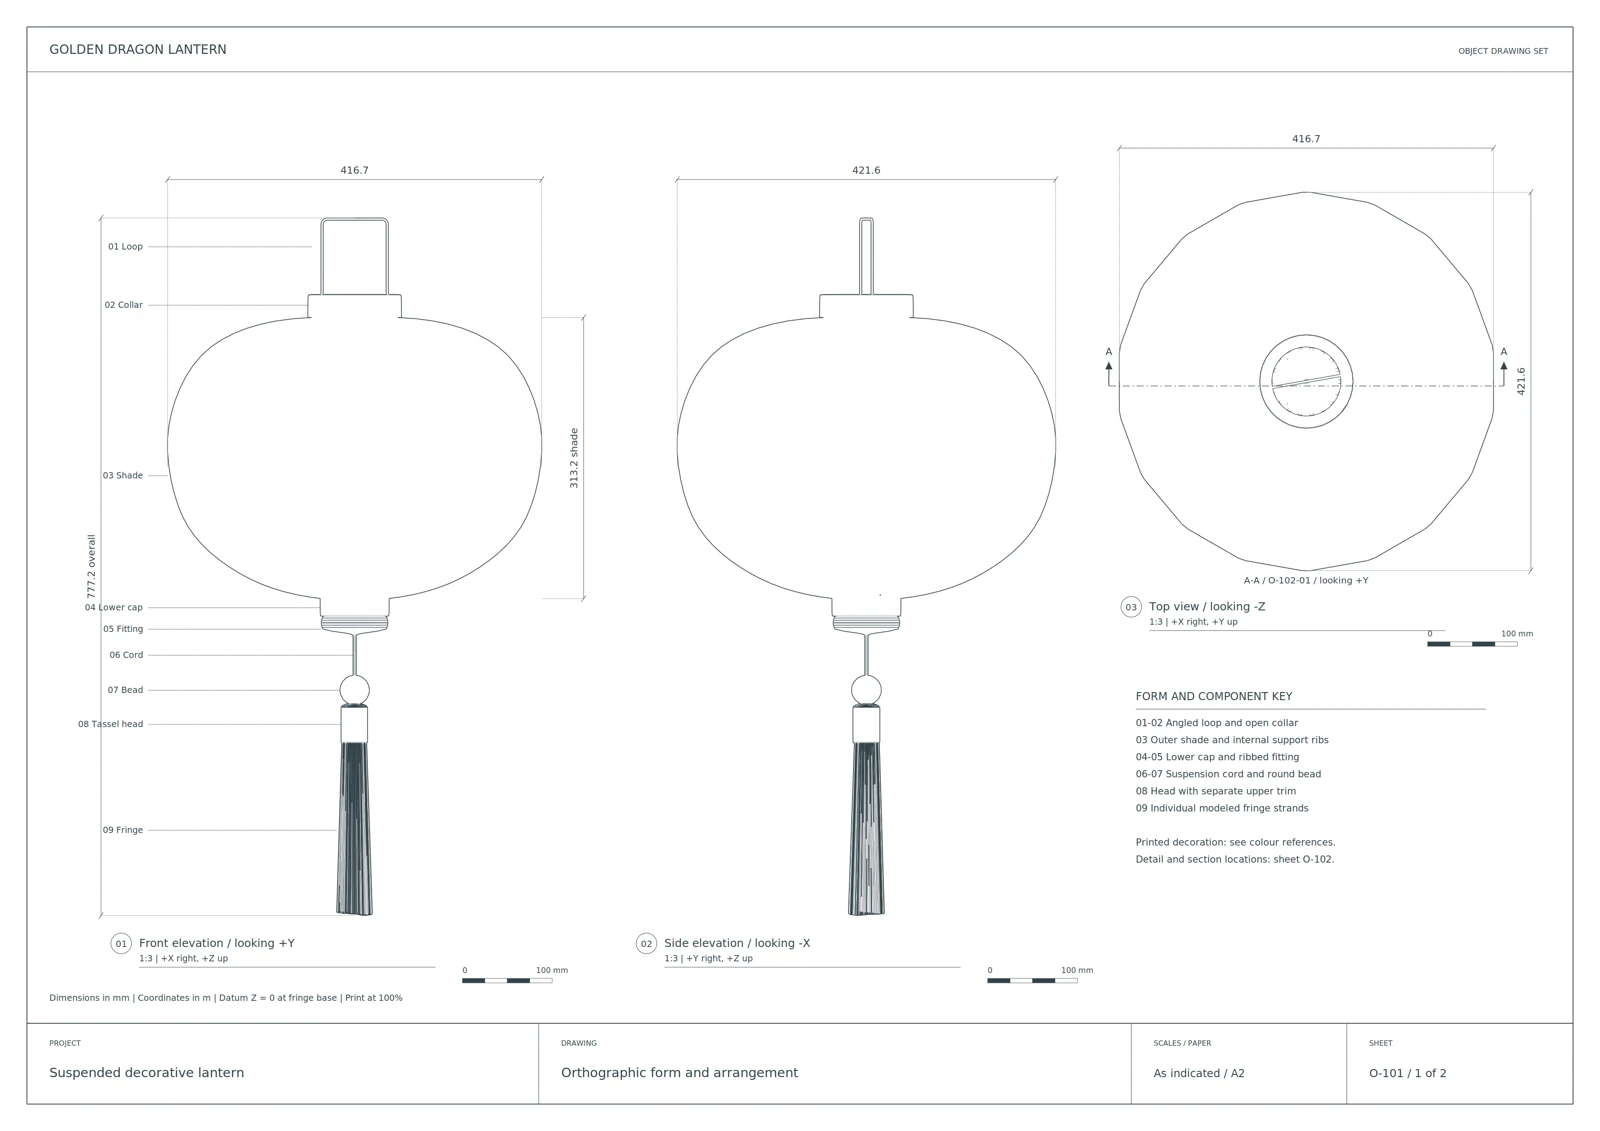 GOLDEN DRAGON LANTERN
OBJECT DRAWING SET
416.7
421.6
416.7
01 Loop
02 Collar
03 Shade
04 Lower cap
05 Fitting
06 Cord
07 Bead
08 Tassel head
09 Fringe
777.2 overall
313.2 shade
A
A
421.6
A-A / O-102-01 / looking +Y
03
Top view / looking -Z
1:3 | +X right, +Y up
0
100 mm
FORM AND COMPONENT KEY
01-02 Angled loop and open collar
03 Outer shade and internal support ribs
04-05 Lower cap and ribbed fitting
06-07 Suspension cord and round bead
08 Head with separate upper trim
09 Individual modeled fringe strands
Printed decoration: see colour references.
Detail and section locations: sheet O-102.
01
Front elevation / looking +Y
1:3 | +X right, +Z up
0
100 mm
02
Side elevation / looking -X
1:3 | +Y right, +Z up
0
100 mm
Dimensions in mm | Coordinates in m | Datum Z = 0 at fringe base | Print at 100%
PROJECT
Suspended decorative lantern
DRAWING
Orthographic form and arrangement
SCALES / PAPER
As indicated / A2
SHEET
O-101 / 1 of 2